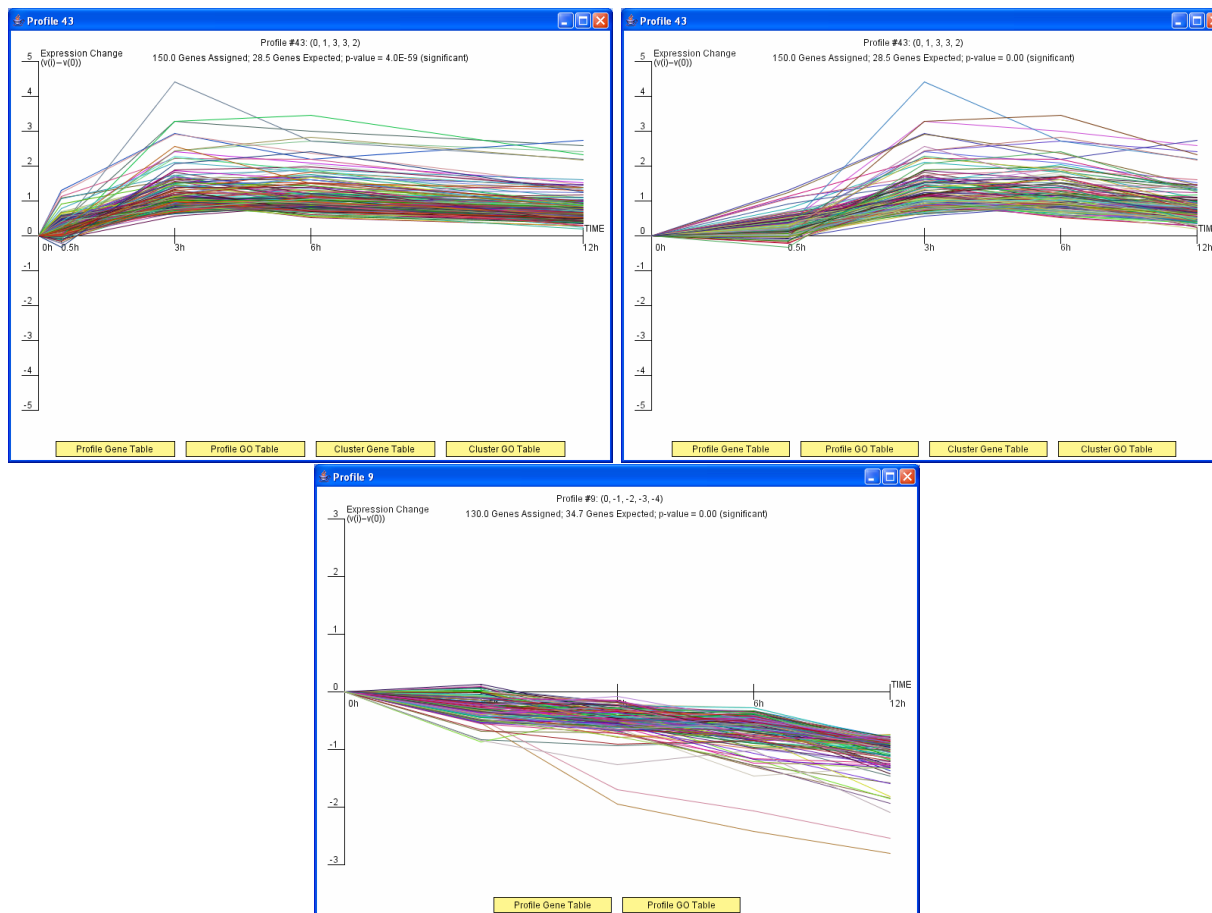 Profile 43
Profile #43: (0, 1, 3, 3, 2)
Expression Change
(v(i)-v(0))
150.0 Genes Assigned; 28.5 Genes Expected; p-value = 4.0E-59 (significant)
5
4
3
2
1
0
-1
-2
-3
-4
-5
TIME
0h
0.5h
3h
6h
12h
Profile Gene Table
Profile GO Table
Cluster Gene Table
Cluster GO Table
Profile 43
Profile #43: (0, 1, 3, 3, 2)
Expression Change
(v(i)-v(0))
150.0 Genes Assigned; 28.5 Genes Expected; p-value = 0.00 (significant)
5
4
3
2
1
0
-1
-2
-3
-4
-5
TIME
0h
0.5h
3h
6h
12h
Profile Gene Table
Profile GO Table
Cluster Gene Table
Cluster GO Table
Profile 9
Profile #9: (0, -1, -2, -3, -4)
Expression Change
(v(i)-v(0))
130.0 Genes Assigned; 34.7 Genes Expected; p-value = 0.00 (significant)
3
2
1
0
-1
-2
-3
TIME
0h
6h
12h
Profile Gene Table
Profile GO Table